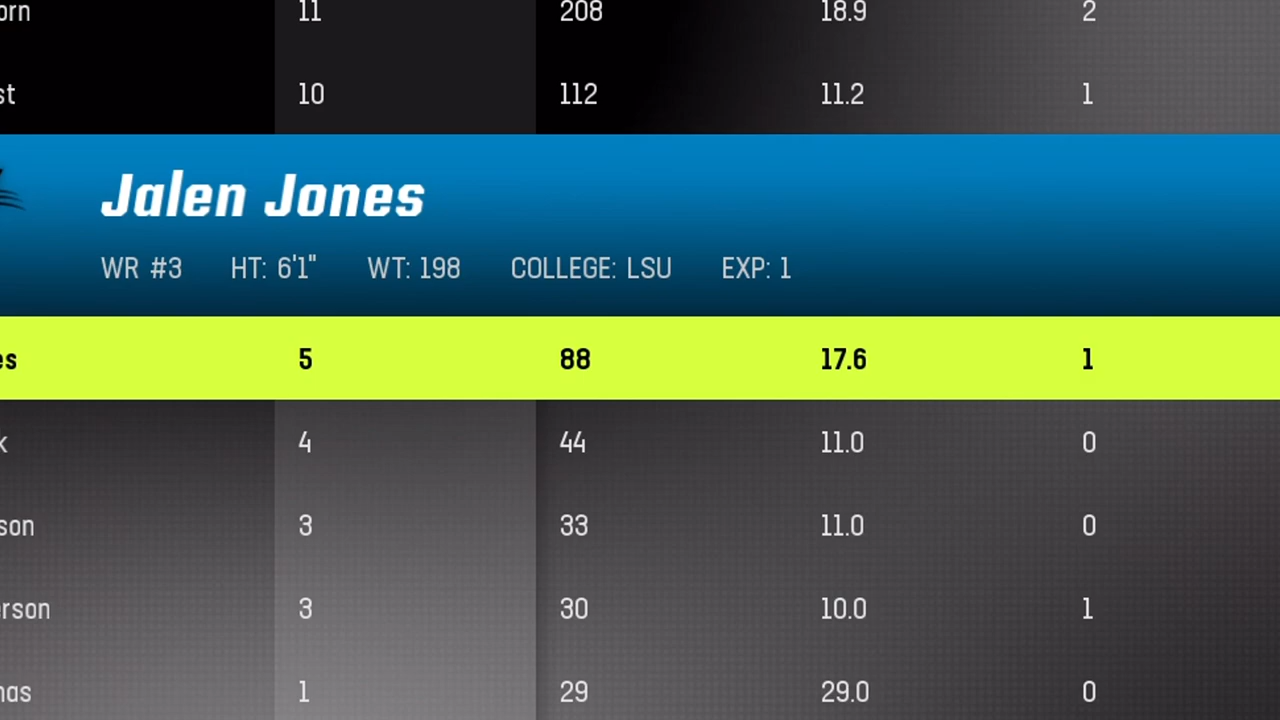 orn 11 208 18.9 2
st 10 112 11.2 1
Jalen Jones
WR #3 HT: 6'1" WT: 198 COLLEGE: LSU EXP: 1
es 5 88 17.6 1
k 4 44 11.0 0
son 3 33 11.0 0
erson 3 30 10.0 1
nas 1 29 29.0 0